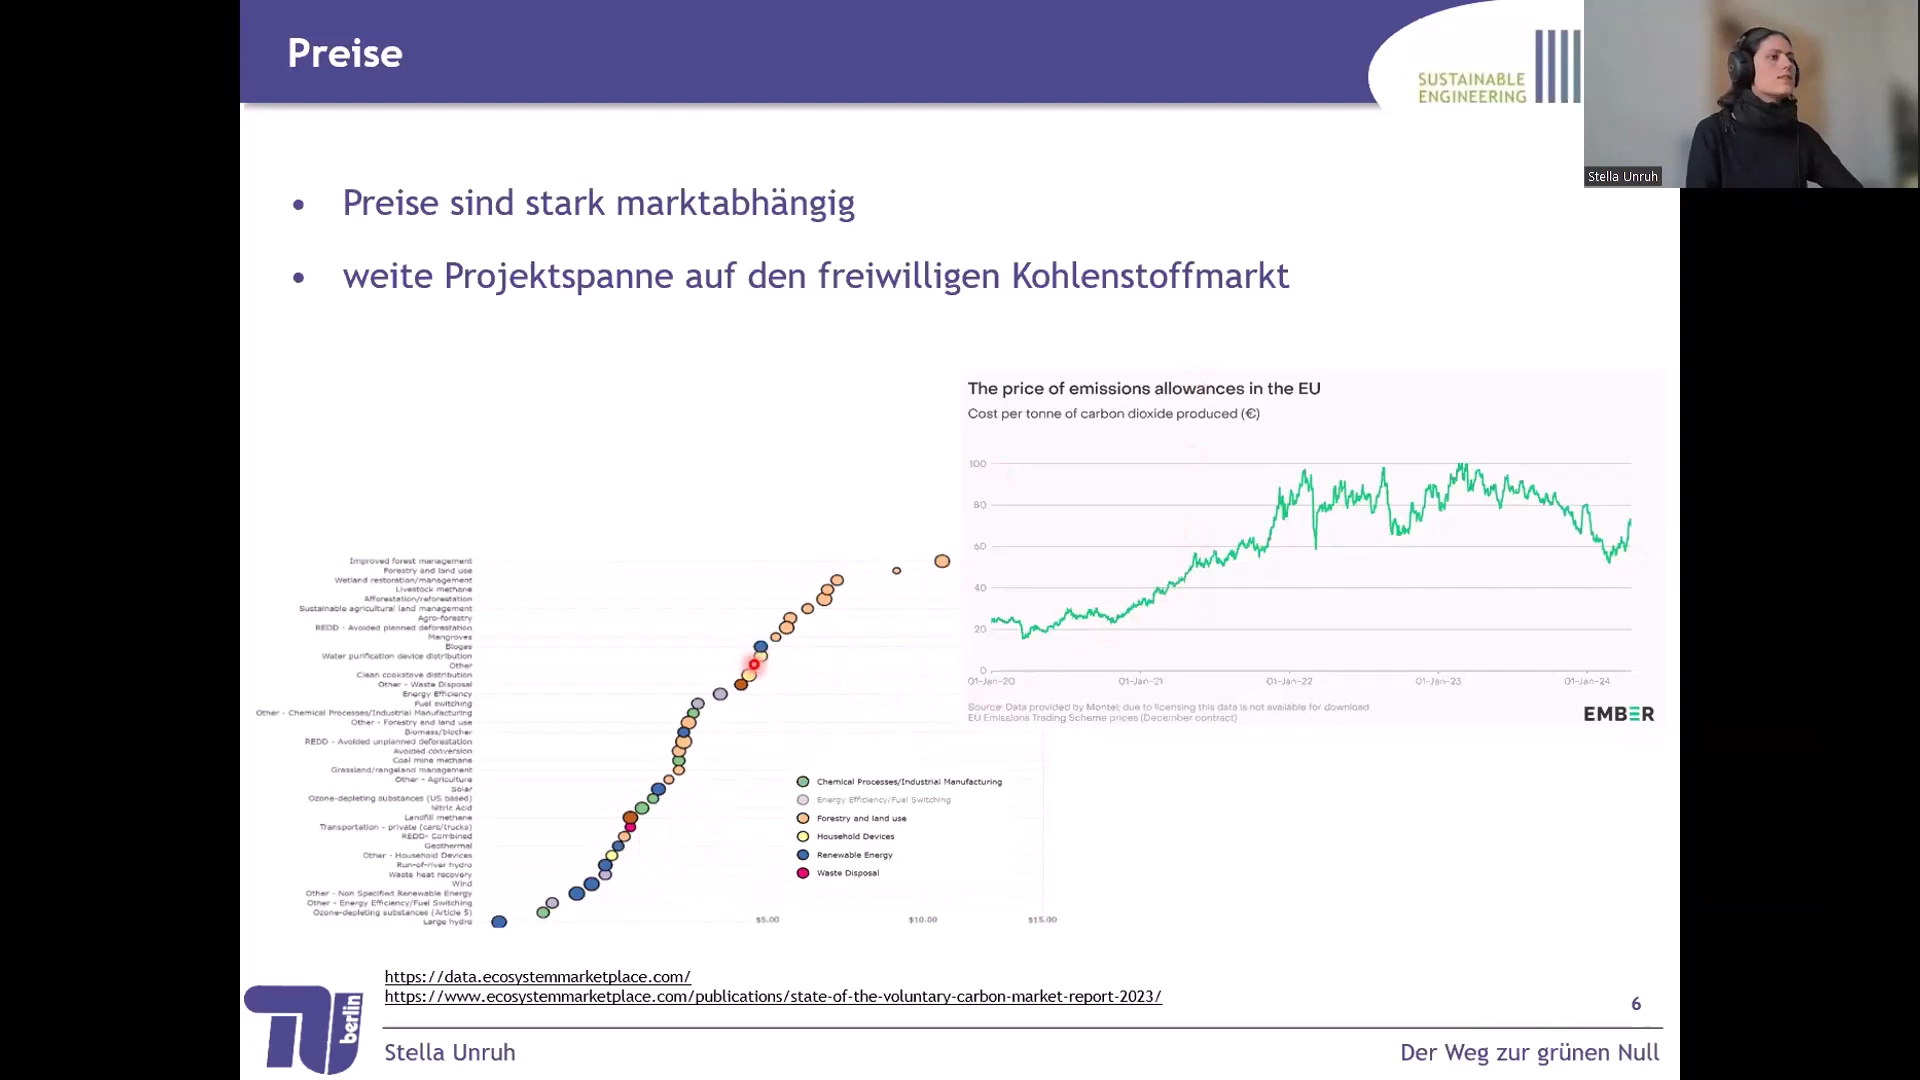 Preise
SUSTAINABLE
ENGINEERING
Stella Unruh
• Preise sind stark marktabhängig
• weite Projektspanne auf den freiwilligen Kohlenstoffmarkt
The price of emissions allowances in the EU
Cost per tonne of carbon dioxide produced (€)
100
80
60
40
20
0
01-Jan-20 01-Jan-21 01-Jan-22 01-Jan-23 01-Jan-24
Source: Data provided by Montel; due to licensing this data is not available for download
EU Emissions Trading Scheme prices (December contract)
EMBER
Improved forest management
Forestry and land use
Wetland restoration/management
Livestock methane
Afforestation/reforestation
Sustainable agricultural land management
Agro-forestry
REDD - Avoided planned deforestation
Mangroves
Biogas
Water purification device distribution
Other
Clean cookstove distribution
Other - Waste Disposal
Energy Efficiency
Fuel switching
Other - Chemical Processes/Industrial Manufacturing
Other - Forestry and land use
Biomass/biochar
REDD - Avoided unplanned deforestation
Avoided conversion
Coal mine methane
Grassland/rangeland management
Other - Agriculture
Solar
Ozone-depleting substances (US based)
Nitric Acid
Landfill methane
Transportation - private (cars/trucks)
REDD- Combined
Geothermal
Other - Household Devices
Run-of-river hydro
Waste heat recovery
Wind
Other - Non Specified Renewable Energy
Other - Energy Efficiency/Fuel Switching
Ozone-depleting substances (Article 5)
Large hydro
$5.00 $10.00 $15.00
Chemical Processes/Industrial Manufacturing
Energy Efficiency/Fuel Switching
Forestry and land use
Household Devices
Renewable Energy
Waste Disposal
https://data.ecosystemmarketplace.com/
https://www.ecosystemmarketplace.com/publications/state-of-the-voluntary-carbon-market-report-2023/
6
berlin
Stella Unruh
Der Weg zur grünen Null